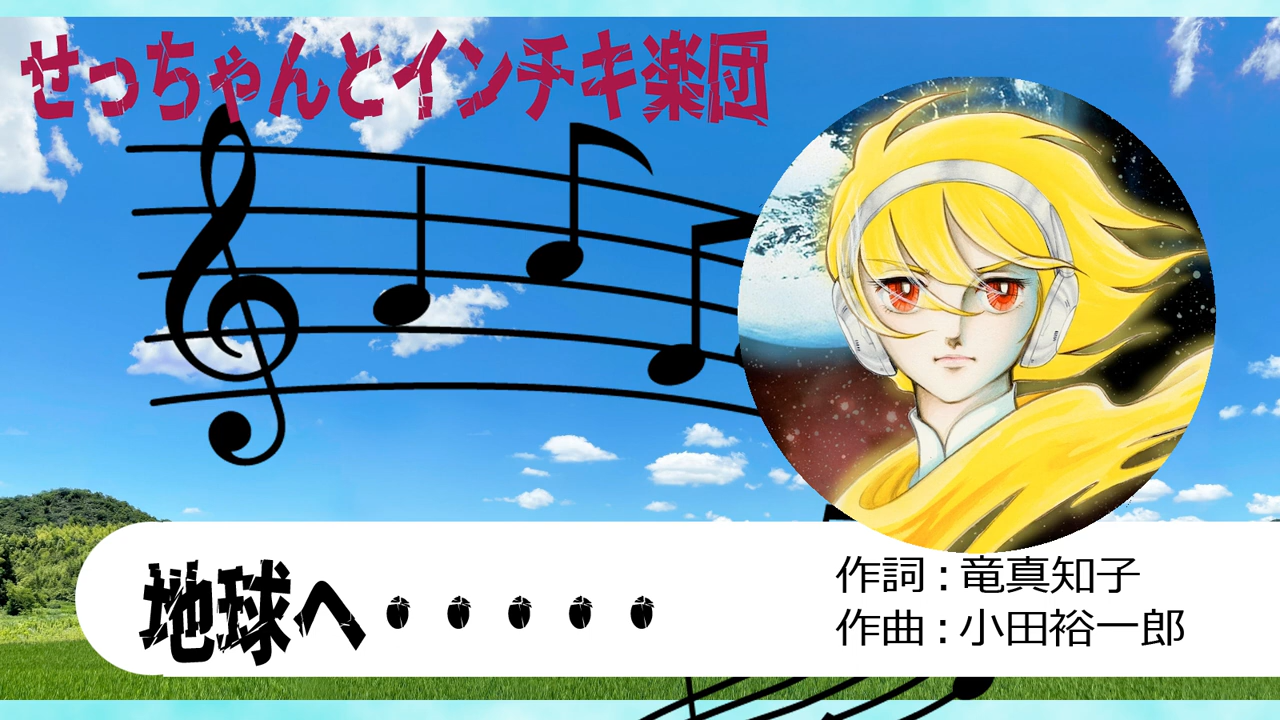 せっちゃんとインチキ楽団
地球へ・・・・・
作詞：竜真知子
作曲：小田裕一郎